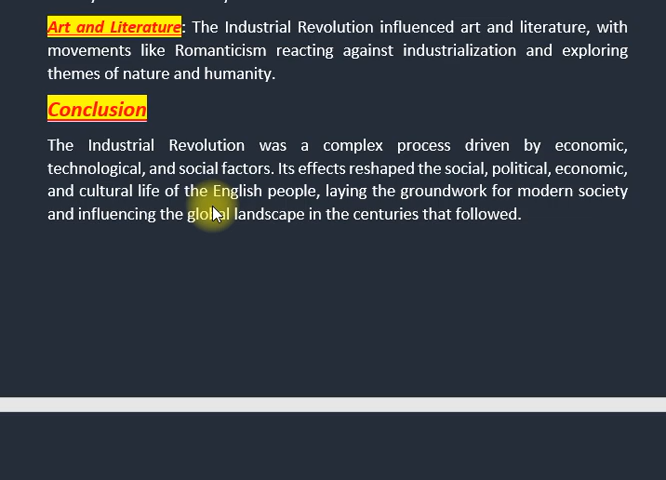 Art and Literature: The Industrial Revolution influenced art and literature, with
movements like Romanticism reacting against industrialization and exploring
themes of nature and humanity.
Conclusion
The Industrial Revolution was a complex process driven by economic,
technological, and social factors. Its effects reshaped the social, political, economic,
and cultural life of the English people, laying the groundwork for modern society
and influencing the global landscape in the centuries that followed.